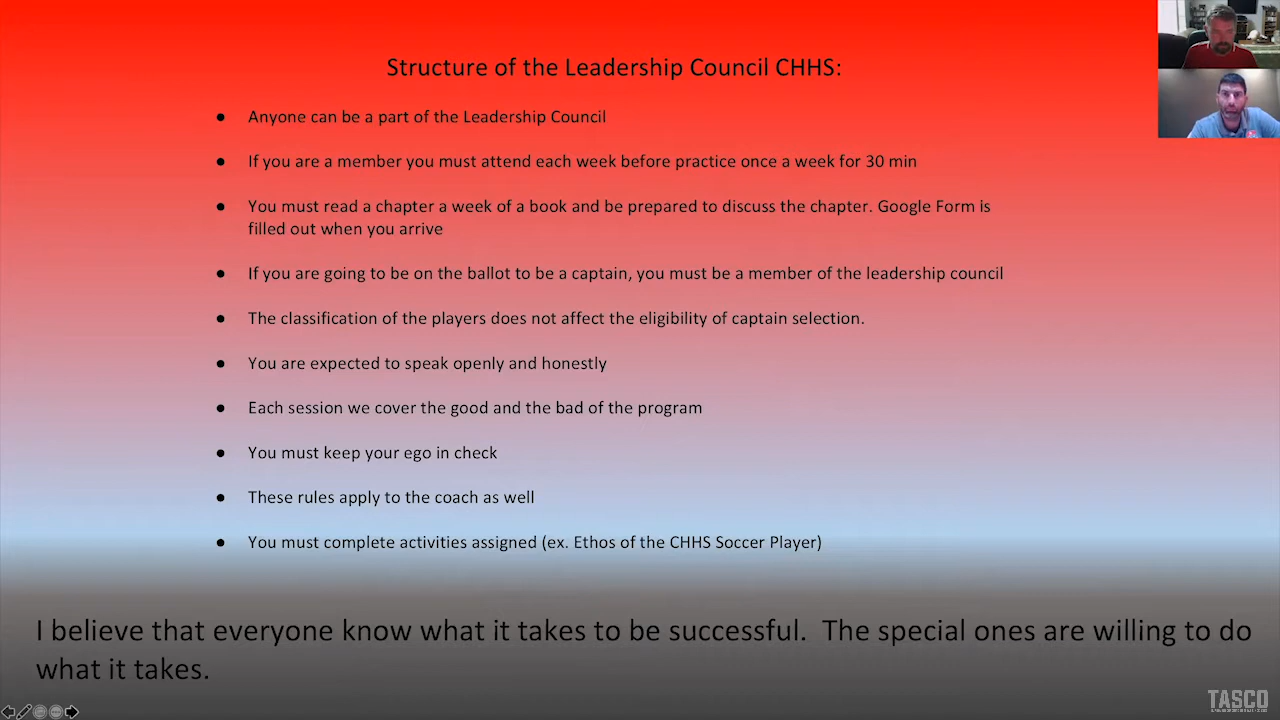 Structure of the Leadership Council CHHS:
● Anyone can be a part of the Leadership Council
● If you are a member you must attend each week before practice once a week for 30 min
● You must read a chapter a week of a book and be prepared to discuss the chapter. Google Form is
filled out when you arrive
● If you are going to be on the ballot to be a captain, you must be a member of the leadership council
● The classification of the players does not affect the eligibility of captain selection.
● You are expected to speak openly and honestly
● Each session we cover the good and the bad of the program
● You must keep your ego in check
● These rules apply to the coach as well
● You must complete activities assigned (ex. Ethos of the CHHS Soccer Player)
I believe that everyone know what it takes to be successful.  The special ones are willing to do
what it takes.
TASCO